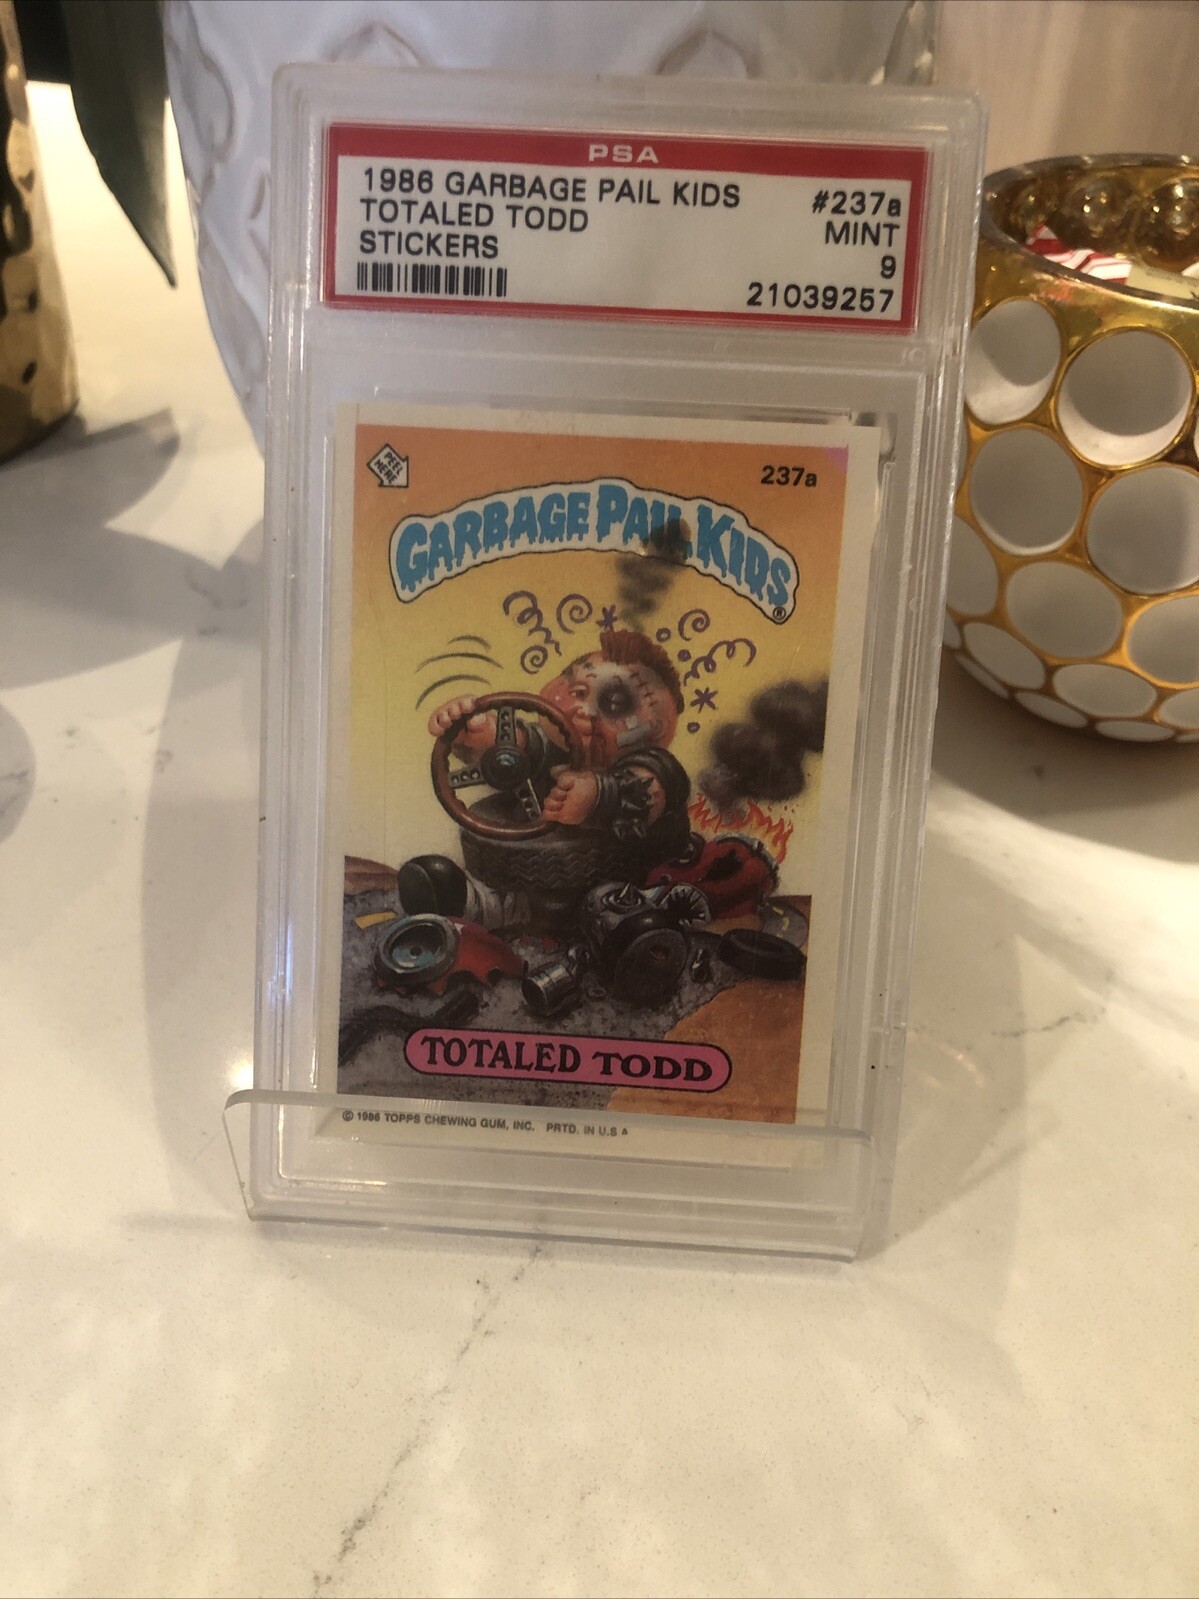 PSA
1986 GARBAGE PAIL KIDS #237a
TOTALED TODD MINT
STICKERS 9
21039257
PEEL
HERE
237a
GARBAGE PAIL KIDS
®
TOTALED TODD
© 1986 TOPPS CHEWING GUM, INC. PRTD. IN U.S.A